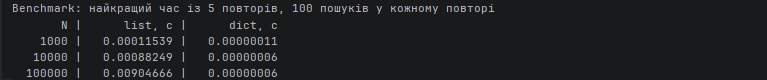 Benchmark: найкращий час із 5 повторів, 100 пошуків у кожному повторі
N | list, c | dict, c
1000 | 0.00011539 | 0.00000011
10000 | 0.00088249 | 0.00000006
100000 | 0.00904666 | 0.00000006